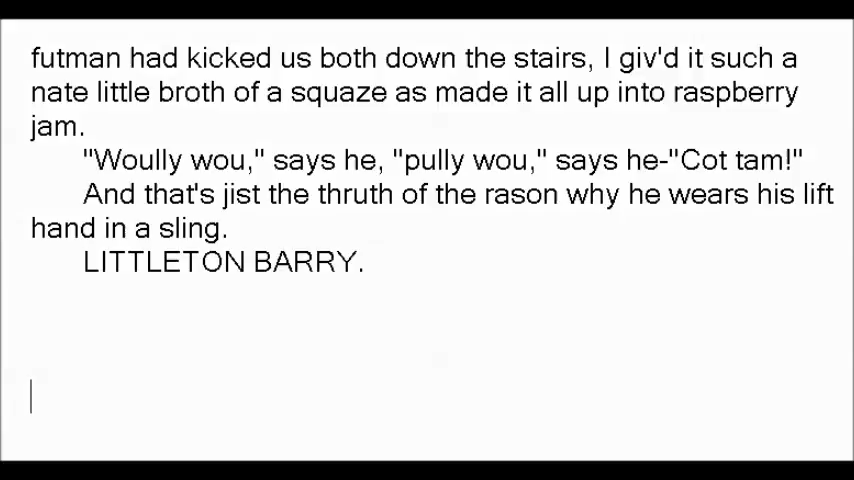 futman had kicked us both down the stairs, I giv'd it such a
nate little broth of a squaze as made it all up into raspberry
jam.
"Woully wou," says he, "pully wou," says he-"Cot tam!"
And that's jist the thruth of the rason why he wears his lift
hand in a sling.
LITTLETON BARRY.